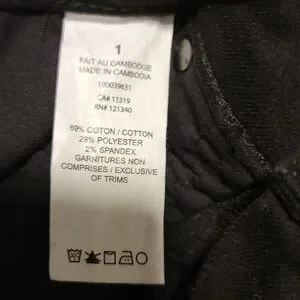 1
FAIT AU CAMBODGE
MADE IN CAMBODIA
100039631
CA# 11319
RN# 121340
69% COTON / COTTON
29% POLYESTER
2% SPANDEX
GARNITURES NON
COMPRISES / EXCLUSIVE
OF TRIMS